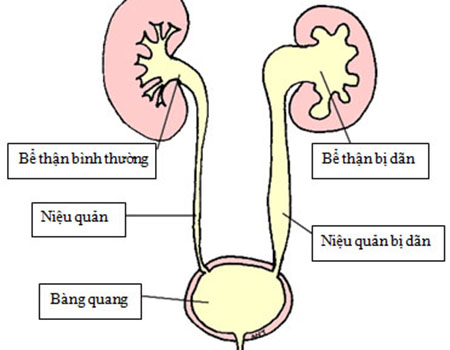 Bể thận bình thường
Bể thận bị dãn
Niệu quản
Niệu quản bị dãn
Bàng quang